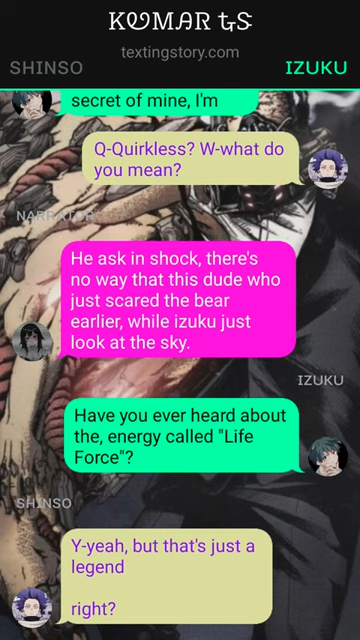 KUMAR GS
textingstory.com
SHINSO
IZUKU
secret of mine, I'm
Q-Quirkless? W-what do
you mean?
NARRATOR
He ask in shock, there's
no way that this dude who
just scared the bear
earlier, while izuku just
look at the sky.
IZUKU
Have you ever heard about
the, energy called "Life
Force"?
SHINSO
Y-yeah, but that's just a
legend
right?